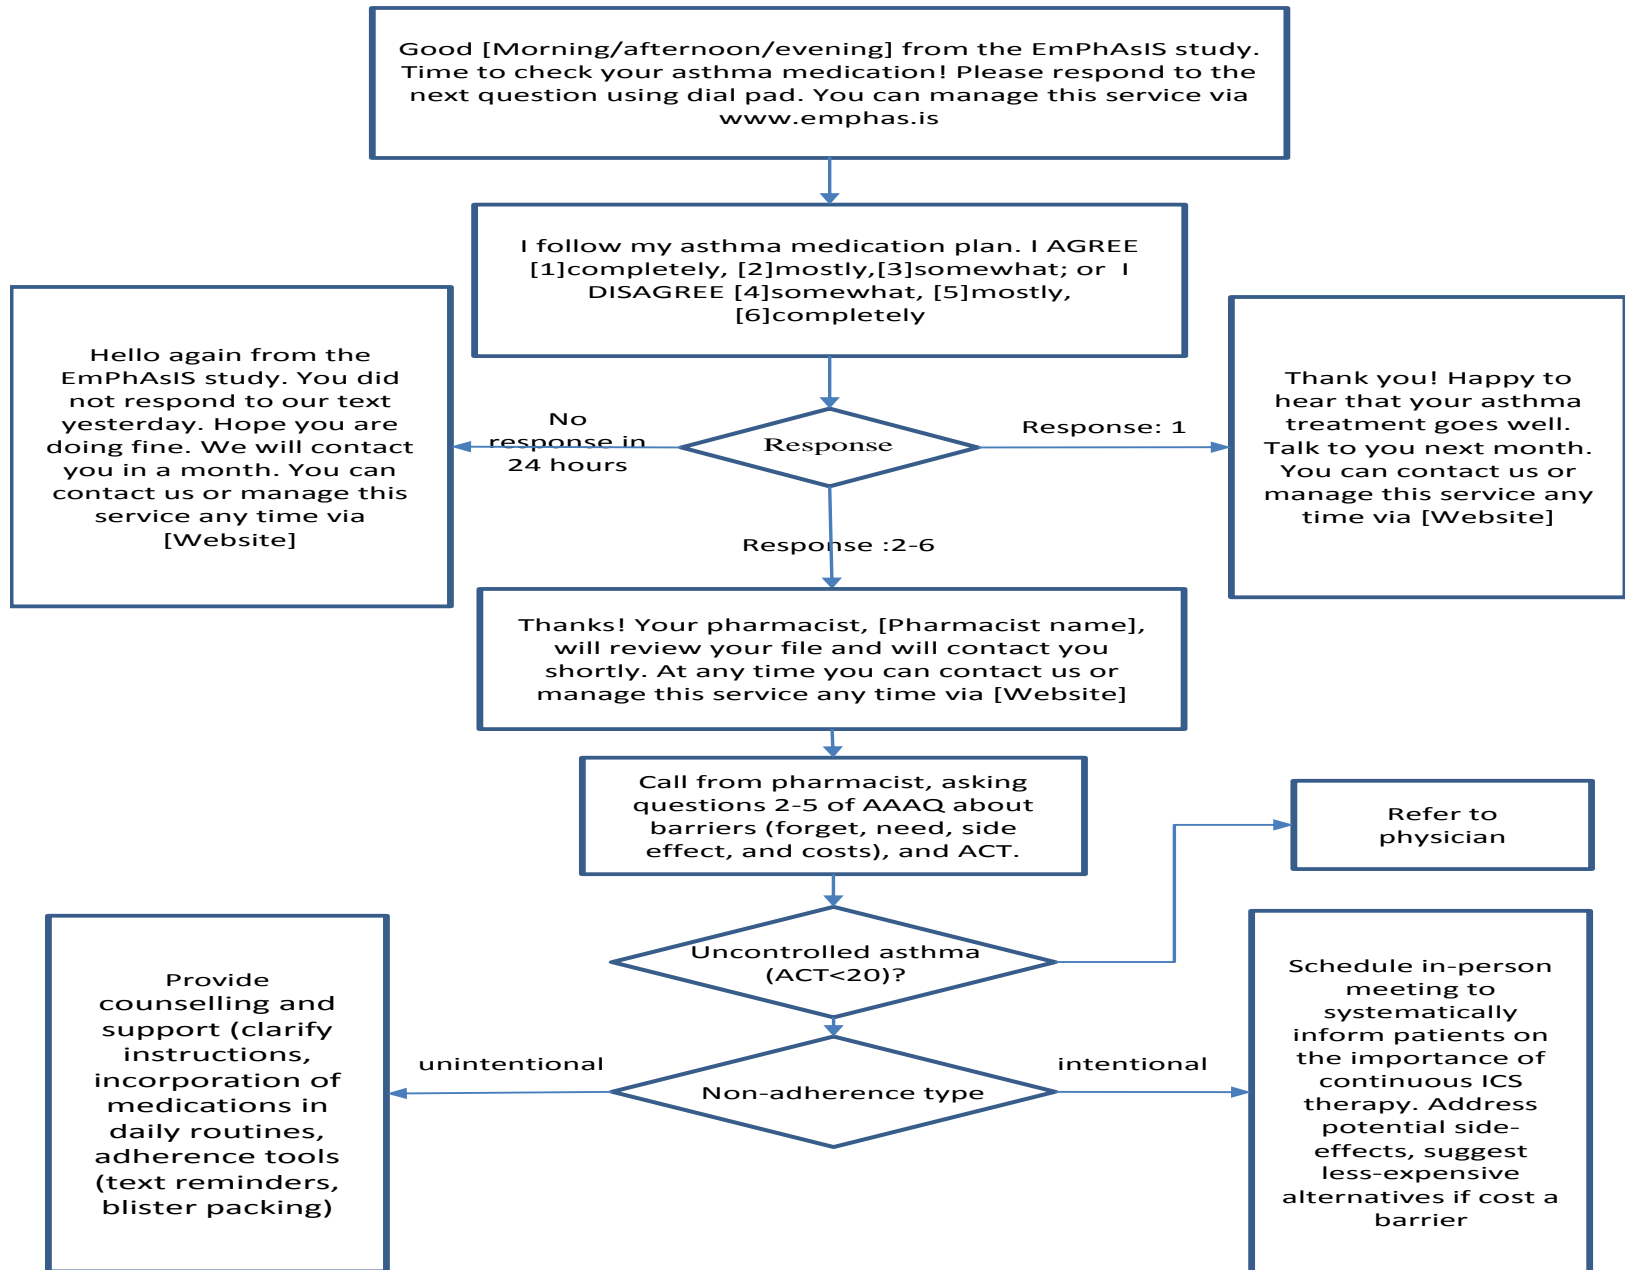 Good [Morning/afternoon/evening] from the EmPhAsIS study.
Time to check your asthma medication! Please respond to the
next question using dial pad. You can manage this service via
www.emphas.is
I follow my asthma medication plan. I AGREE
[1]completely, [2]mostly,[3]somewhat; or I
DISAGREE [4]somewhat, [5]mostly,
[6]completely
Hello again from the
EmPhAsIS study. You did
not respond to our text
yesterday. Hope you are
doing fine. We will contact
you in a month. You can
contact us or manage this
service any time via
[Website]
No
response in
24 hours
Response
Response: 1
Thank you! Happy to
hear that your asthma
treatment goes well.
Talk to you next month.
You can contact us or
manage this service any
time via [Website]
Response :2-6
Thanks! Your pharmacist, [Pharmacist name],
will review your file and will contact you
shortly. At any time you can contact us or
manage this service any time via [Website]
Call from pharmacist, asking
questions 2-5 of AAAQ about
barriers (forget, need, side
effect, and costs), and ACT.
Refer to
physician
Uncontrolled asthma
(ACT<20)?
Non-adherence type
unintentional
Provide
counselling and
support (clarify
instructions,
incorporation of
medications in
daily routines,
adherence tools
(text reminders,
blister packing)
intentional
Schedule in-person
meeting to
systematically
inform patients on
the importance of
continuous ICS
therapy. Address
potential side-
effects, suggest
less-expensive
alternatives if cost a
barrier